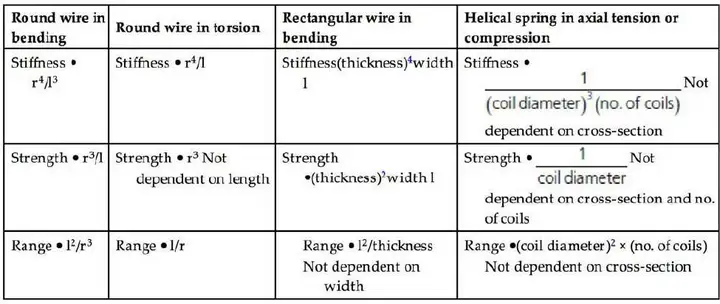 Round wire in bending
Round wire in torsion
Rectangular wire in bending
Helical spring in axial tension or compression
Stiffness • r⁴/l³
Stiffness • r⁴/l
Stiffness(thickness)⁴width l
Stiffness • 1/(coil diameter)³(no. of coils) Not dependent on cross-section
Strength • r³/l
Strength • r³ Not dependent on length
Strength •(thickness)²width l
Strength • 1/coil diameter Not dependent on cross-section and no. of coils
Range • l²/r³
Range • l/r
Range • l²/thickness
Not dependent on width
Range •(coil diameter)² × (no. of coils)
Not dependent on cross-section